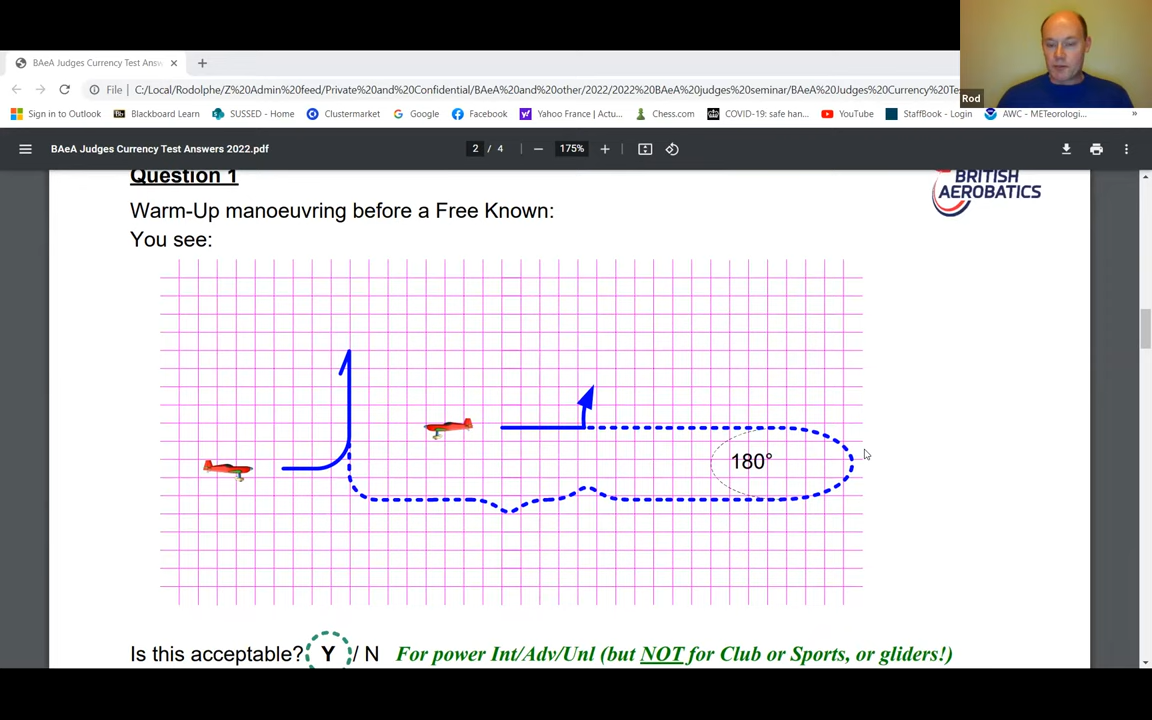 BAeA Judges Currency Test Answ
File
C:/Local/Rodolphe/Z%20Admin%20feed/Private%20and%20Confidential/BAeA%20and%20other/2022/2022%20BAeA%20judges%20seminar/BAeA%20Judges%20Currency%20Te
Rod
Sign in to Outlook
Blackboard Learn
SUSSED - Home
Clustermarket
Google
Facebook
Yahoo France | Actu...
Chess.com
COVID-19: safe han...
YouTube
StaffBook - Login
AWC - METeorologi...
BAeA Judges Currency Test Answers 2022.pdf
2 / 4
175%
Question 1
BRITISH
AEROBATICS
Warm-Up manoeuvring before a Free Known:
You see:
180°
Is this acceptable? Y / N For power Int/Adv/Unl (but NOT for Club or Sports, or gliders!)